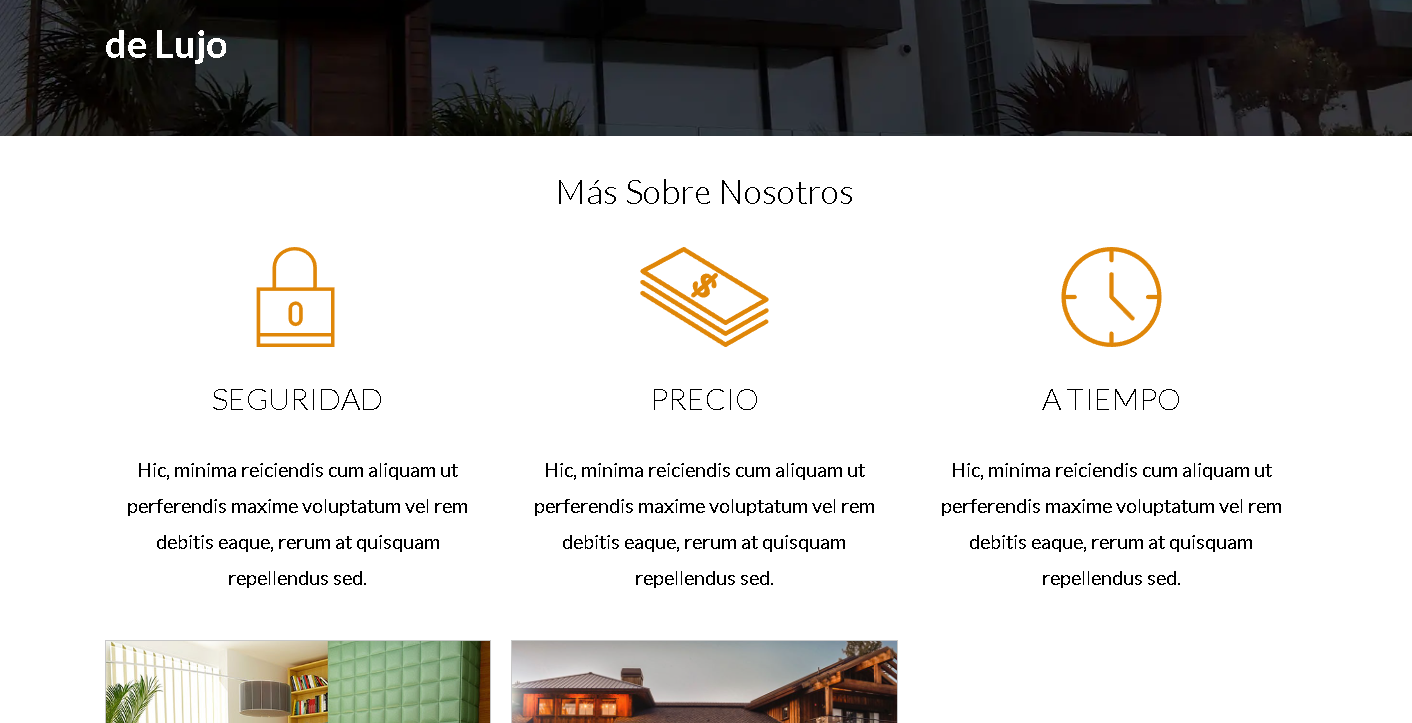 de Lujo
Más Sobre Nosotros
0
$
SEGURIDAD
PRECIO
A TIEMPO
Hic, minima reiciendis cum aliquam ut
perferendis maxime voluptatum vel rem
debitis eaque, rerum at quisquam
repellendus sed.
Hic, minima reiciendis cum aliquam ut
perferendis maxime voluptatum vel rem
debitis eaque, rerum at quisquam
repellendus sed.
Hic, minima reiciendis cum aliquam ut
perferendis maxime voluptatum vel rem
debitis eaque, rerum at quisquam
repellendus sed.